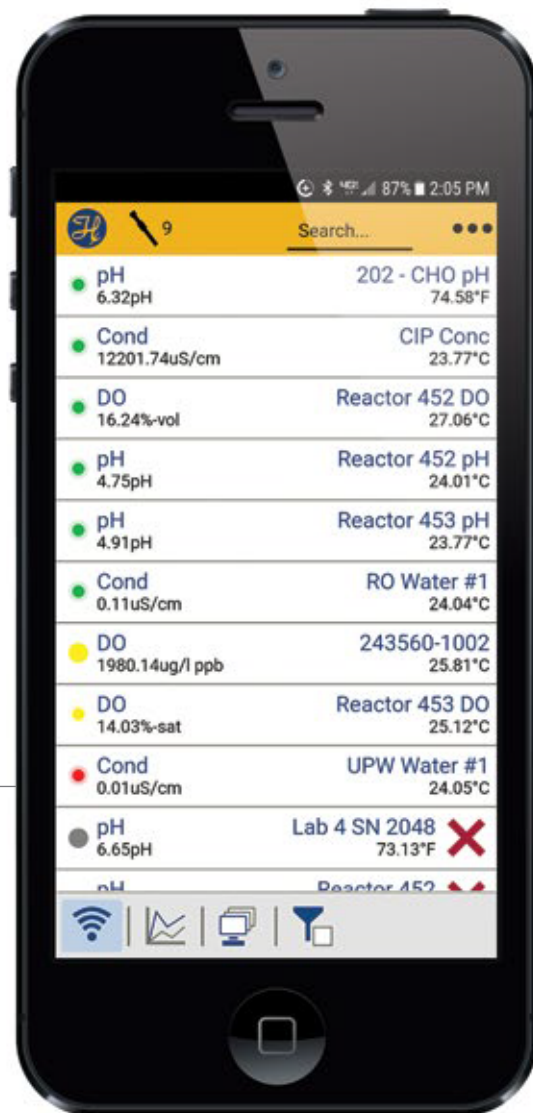 87% 2:05 PM
H 9 Search...
pH 202 - CHO pH
6.32pH 74.58°F
Cond CIP Conc
12201.74uS/cm 23.77°C
DO Reactor 452 DO
16.24%-vol 27.06°C
pH Reactor 452 pH
4.75pH 24.01°C
pH Reactor 453 pH
4.91pH 23.77°C
Cond RO Water #1
0.11uS/cm 24.04°C
DO 243560-1002
1980.14ug/l ppb 25.81°C
DO Reactor 453 DO
14.03%-sat 25.12°C
Cond UPW Water #1
0.01uS/cm 24.05°C
pH Lab 4 SN 2048
6.65pH 73.13°F
pH Reactor 452